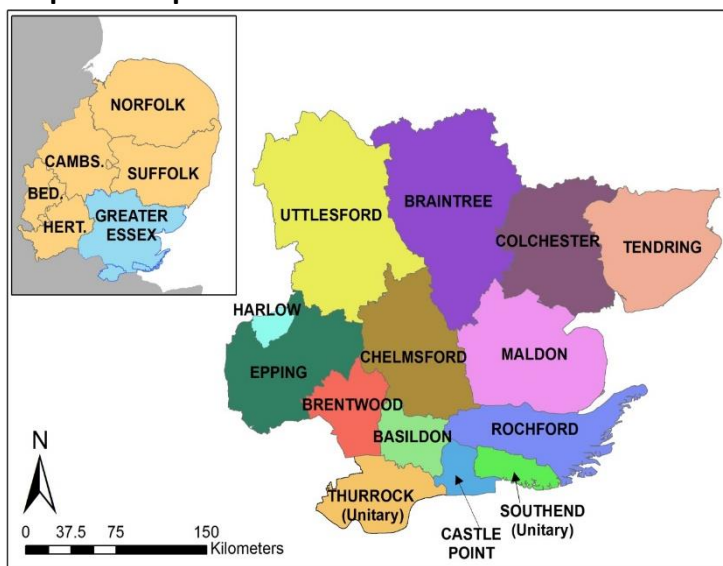 NORFOLK
CAMBS.
SUFFOLK
BED.
HERT.
GREATER
ESSEX
UTTLESFORD
BRAINTREE
COLCHESTER
TENDRING
HARLOW
EPPING
CHELMSFORD
MALDON
BRENTWOOD
BASILDON
ROCHFORD
THURROCK
(Unitary)
CASTLE
POINT
SOUTHEND
(Unitary)
N
0 37.5 75 150
Kilometers